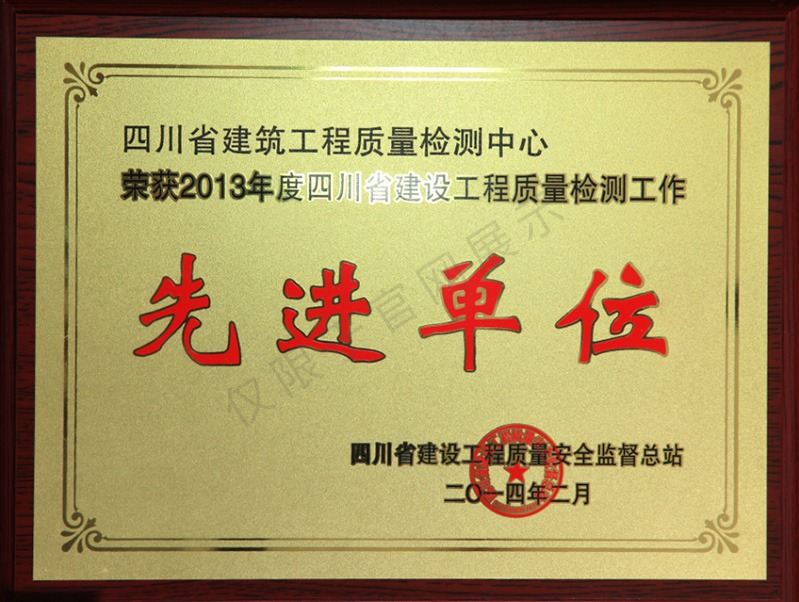 四川省建筑工程质量检测中心
荣获2013年度四川省建设工程质量检测工作
先进单位
四川省建设工程质量安全监督总站
二〇一四年二月